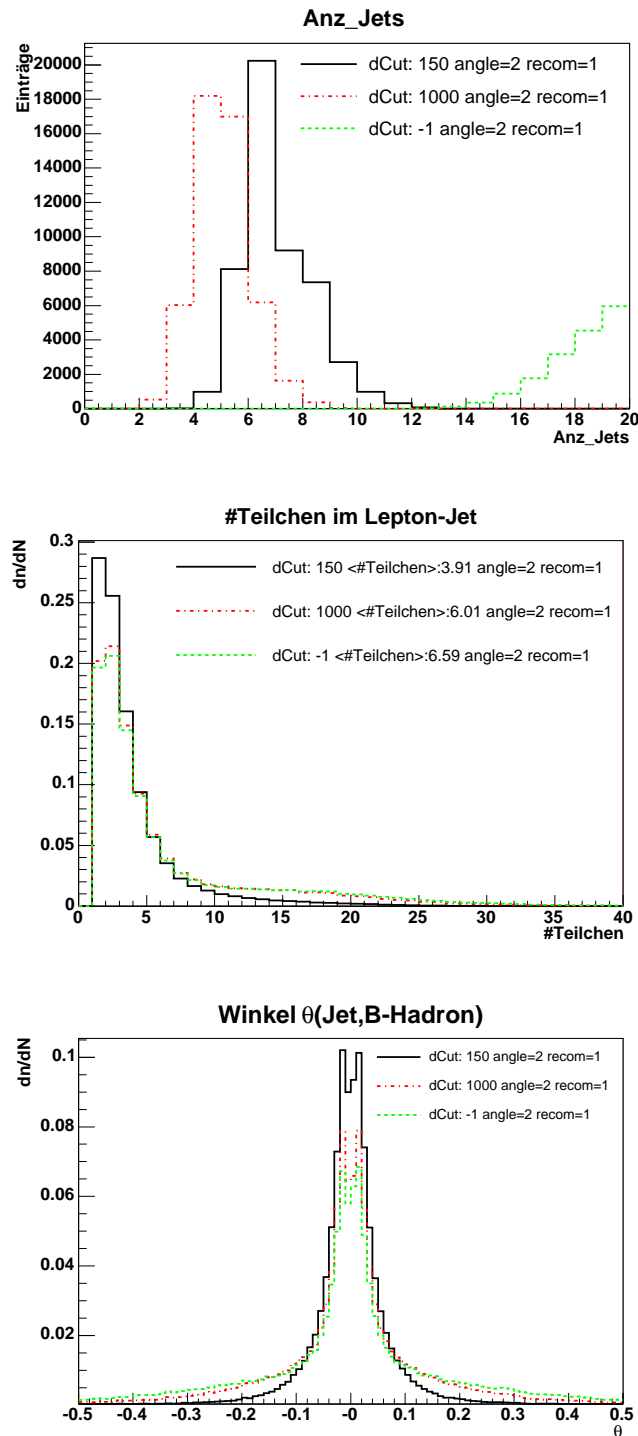 Anz_Jets
Einträge
20000
18000
16000
14000
12000
10000
8000
6000
4000
2000
0
dCut: 150 angle=2 recom=1
dCut: 1000 angle=2 recom=1
dCut: -1 angle=2 recom=1
0 2 4 6 8 10 12 14 16 18 20
Anz_Jets
#Teilchen im Lepton-Jet
dn/dN
0.3
0.25
0.2
0.15
0.1
0.05
0
dCut: 150 <#Teilchen>:3.91 angle=2 recom=1
dCut: 1000 <#Teilchen>:6.01 angle=2 recom=1
dCut: -1 <#Teilchen>:6.59 angle=2 recom=1
0 5 10 15 20 25 30 35 40
#Teilchen
Winkel θ(Jet,B-Hadron)
dn/dN
0.1
0.08
0.06
0.04
0.02
dCut: 150 angle=2 recom=1
dCut: 1000 angle=2 recom=1
dCut: -1 angle=2 recom=1
-0.5 -0.4 -0.3 -0.2 -0.1 -0 0.1 0.2 0.3 0.4 0.5
θ